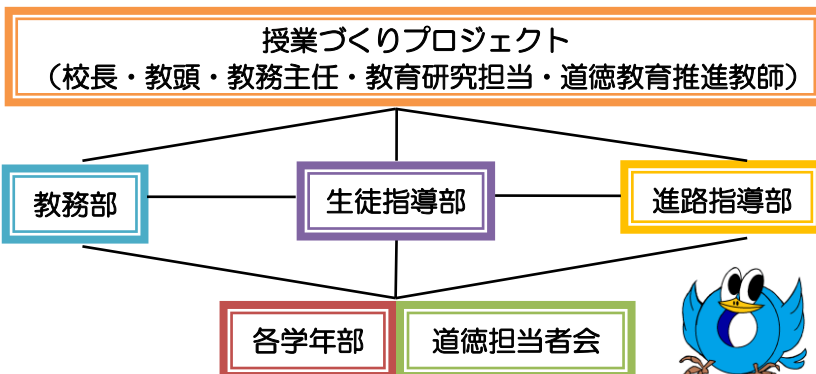 授業づくりプロジェクト
（校長・教頭・教務主任・教育研究担当・道徳教育推進教師）
教務部
生徒指導部
進路指導部
各学年部
道徳担当者会